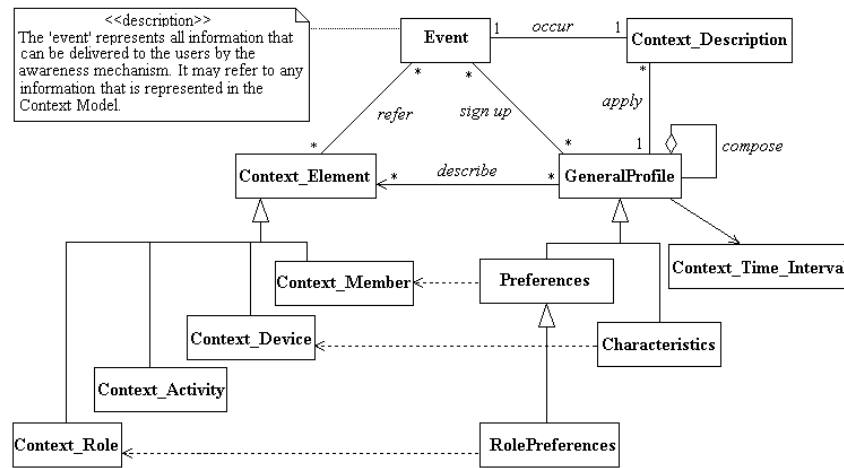 <<description>>
The 'event' represents all information that
can be delivered to the users by the
awareness mechanism. It may refer to any
information that is represented in the
Context Model.
Event
1
occur
1
Context_Description
*
*
*
refer
sign up
apply
*
*
1
compose
Context_Element
*
describe
*
GeneralProfile
Context_Time_Interval
Context_Member
Preferences
Context_Device
Characteristics
Context_Activity
Context_Role
RolePreferences